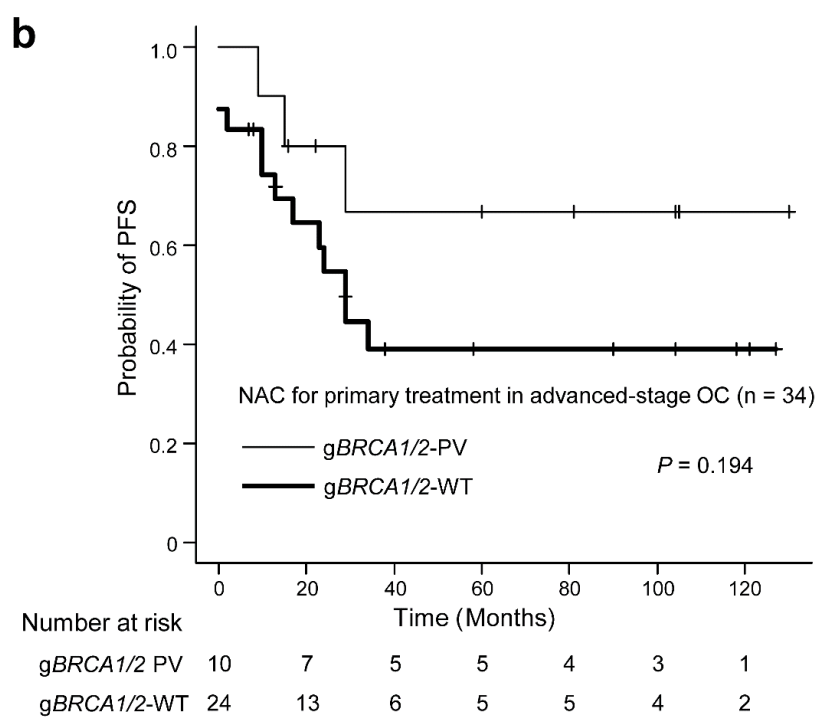 b
Probability of PFS
1.0
0.8
0.6
0.4
0.2
0
NAC for primary treatment in advanced-stage OC (n = 34)
gBRCA1/2-PV
gBRCA1/2-WT
P = 0.194
0 20 40 60 80 100 120
Time (Months)
Number at risk
gBRCA1/2 PV 10 7 5 5 4 3 1
gBRCA1/2-WT 24 13 6 5 5 4 2